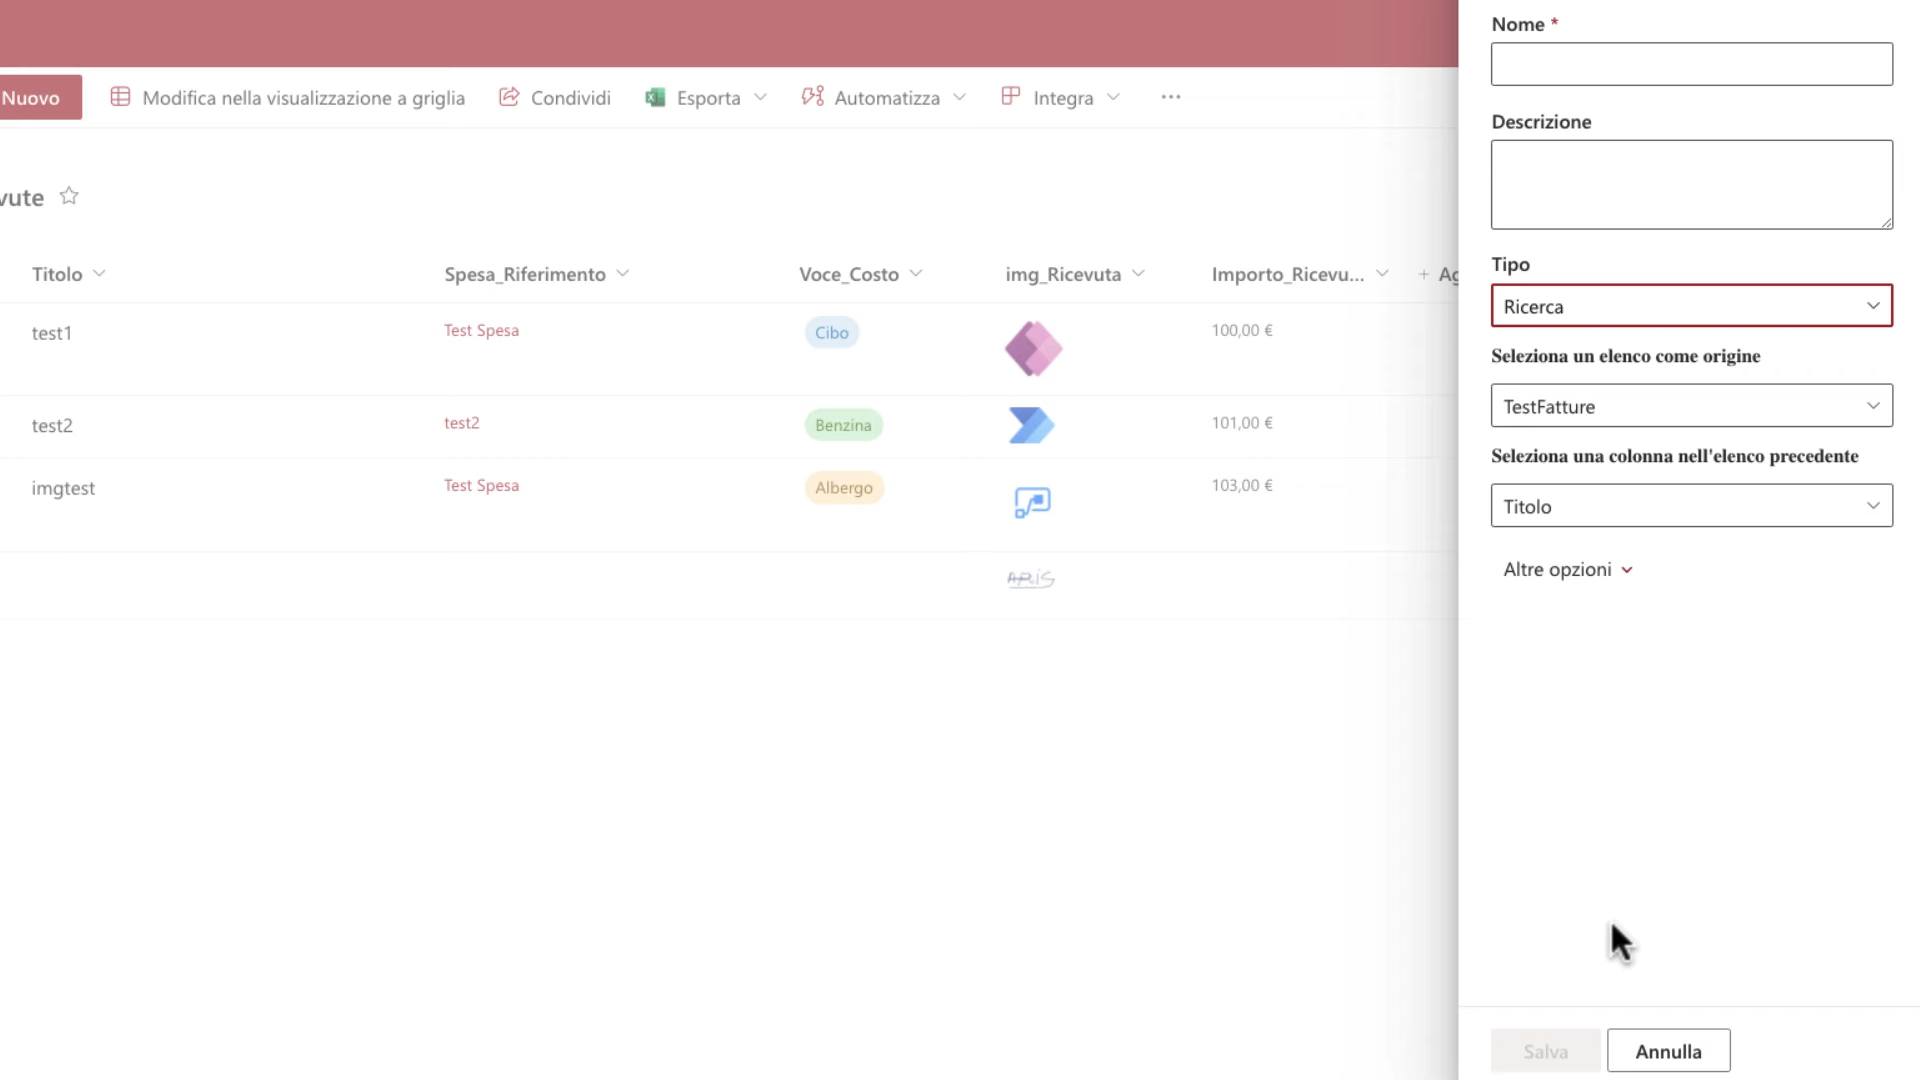 Nuovo
Modifica nella visualizzazione a griglia
Condividi
Esporta
Automatizza
Integra
vute
Titolo
Spesa_Riferimento
Voce_Costo
img_Ricevuta
Importo_Ricevu...
+ Ag
test1
Test Spesa
Cibo
100,00 €
test2
test2
Benzina
101,00 €
imgtest
Test Spesa
Albergo
103,00 €
Nome *
Descrizione
Tipo
Ricerca
Seleziona un elenco come origine
TestFatture
Seleziona una colonna nell'elenco precedente
Titolo
Altre opzioni
Salva
Annulla